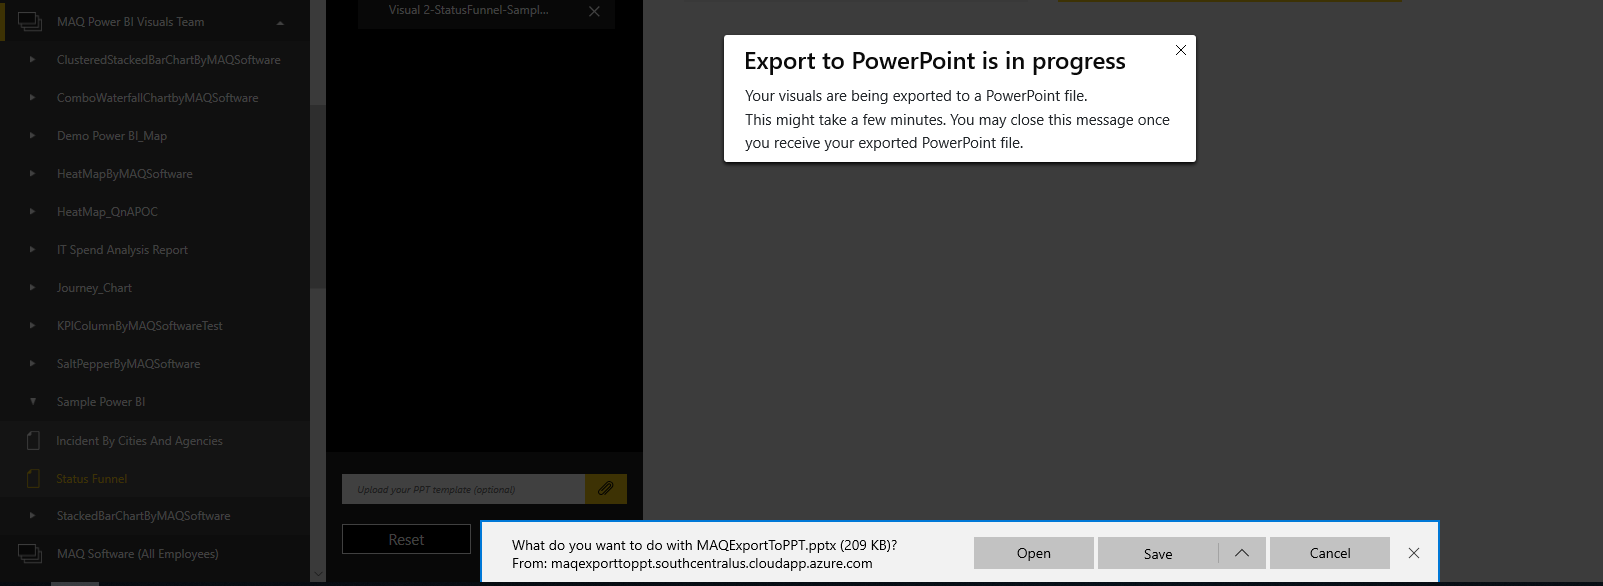 MAQ Power BI Visuals Team
ClusteredStackedBarChartByMAQSoftware
ComboWaterfallChartbyMAQSoftware
Demo Power BI_Map
HeatMapByMAQSoftware
HeatMap_QnAPOC
IT Spend Analysis Report
Journey_Chart
KPIColumnByMAQSoftwareTest
SaltPepperByMAQSoftware
Sample Power BI
Incident By Cities And Agencies
Status Funnel
StackedBarChartByMAQSoftware
MAQ Software (All Employees)
Visual 2-StatusFunnel-Sampl...
Upload your PPT template (optional)
Reset
Export to PowerPoint is in progress
Your visuals are being exported to a PowerPoint file.
This might take a few minutes. You may close this message once
you receive your exported PowerPoint file.
What do you want to do with MAQExportToPPT.pptx (209 KB)?
From: maqexporttoppt.southcentralus.cloudapp.azure.com
Open
Save
Cancel